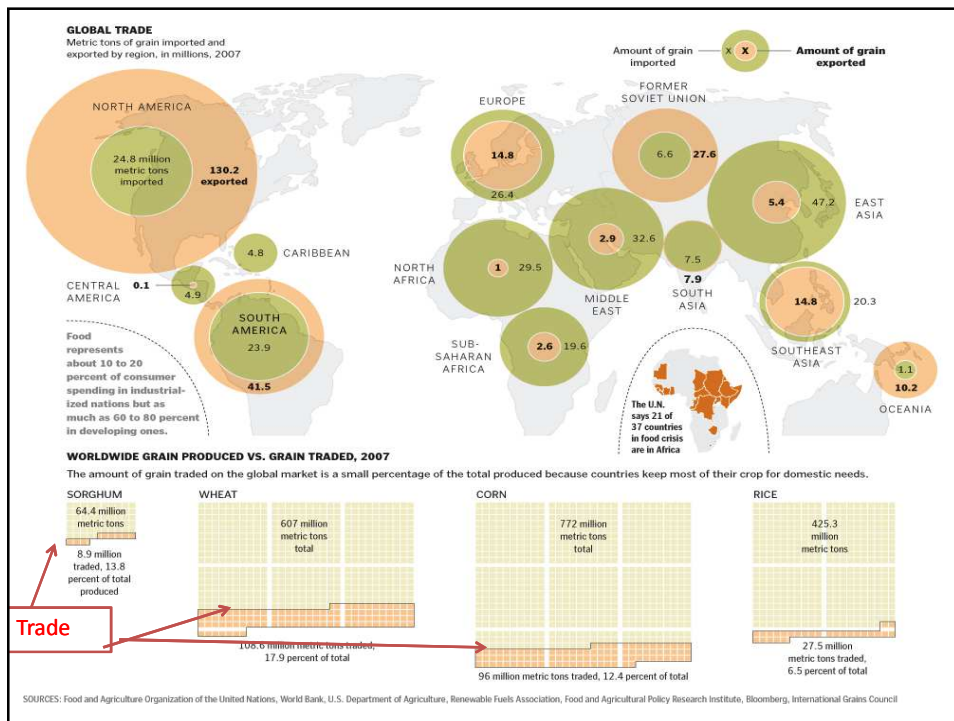 GLOBAL TRADE
Metric tons of grain imported and
exported by region, in millions, 2007
Amount of grain
imported
X
X
Amount of grain
exported
NORTH AMERICA
24.8 million
metric tons
imported
130.2
exported
EUROPE
14.8
26.4
FORMER
SOVIET UNION
6.6
27.6
5.4
47.2
EAST
ASIA
4.8
CARIBBEAN
CENTRAL
AMERICA
0.1
4.9
NORTH
AFRICA
1
29.5
2.9
32.6
MIDDLE
EAST
7.5
7.9
SOUTH
ASIA
14.8
20.3
SOUTHEAST
ASIA
SOUTH
AMERICA
23.9
41.5
SUB-
SAHARAN
AFRICA
2.6
19.6
1.1
10.2
OCEANIA
Food
represents
about 10 to 20
percent of consumer
spending in industrial-
ized nations but as
much as 60 to 80 percent
in developing ones.
The U.N.
says 21 of
37 countries
in food crisis
are in Africa
WORLDWIDE GRAIN PRODUCED VS. GRAIN TRADED, 2007
The amount of grain traded on the global market is a small percentage of the total produced because countries keep most of their crop for domestic needs.
SORGHUM
64.4 million
metric tons
8.9 million
traded, 13.8
percent of total
produced
WHEAT
607 million
metric tons
total
108.6 million metric tons traded,
17.9 percent of total
CORN
772 million
metric tons
total
96 million metric tons traded, 12.4 percent of total
RICE
425.3
million
metric tons
27.5 million
metric tons traded,
6.5 percent of total
Trade
SOURCES: Food and Agriculture Organization of the United Nations, World Bank, U.S. Department of Agriculture, Renewable Fuels Association, Food and Agricultural Policy Research Institute, Bloomberg, International Grains Council